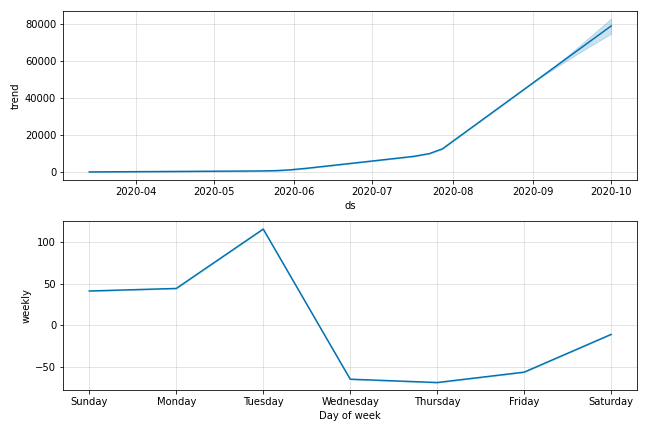 80000
60000
40000
20000
0
trend
2020-04 2020-05 2020-06 2020-07 2020-08 2020-09 2020-10
ds
100
50
0
−50
weekly
Sunday Monday Tuesday Wednesday Thursday Friday Saturday
Day of week